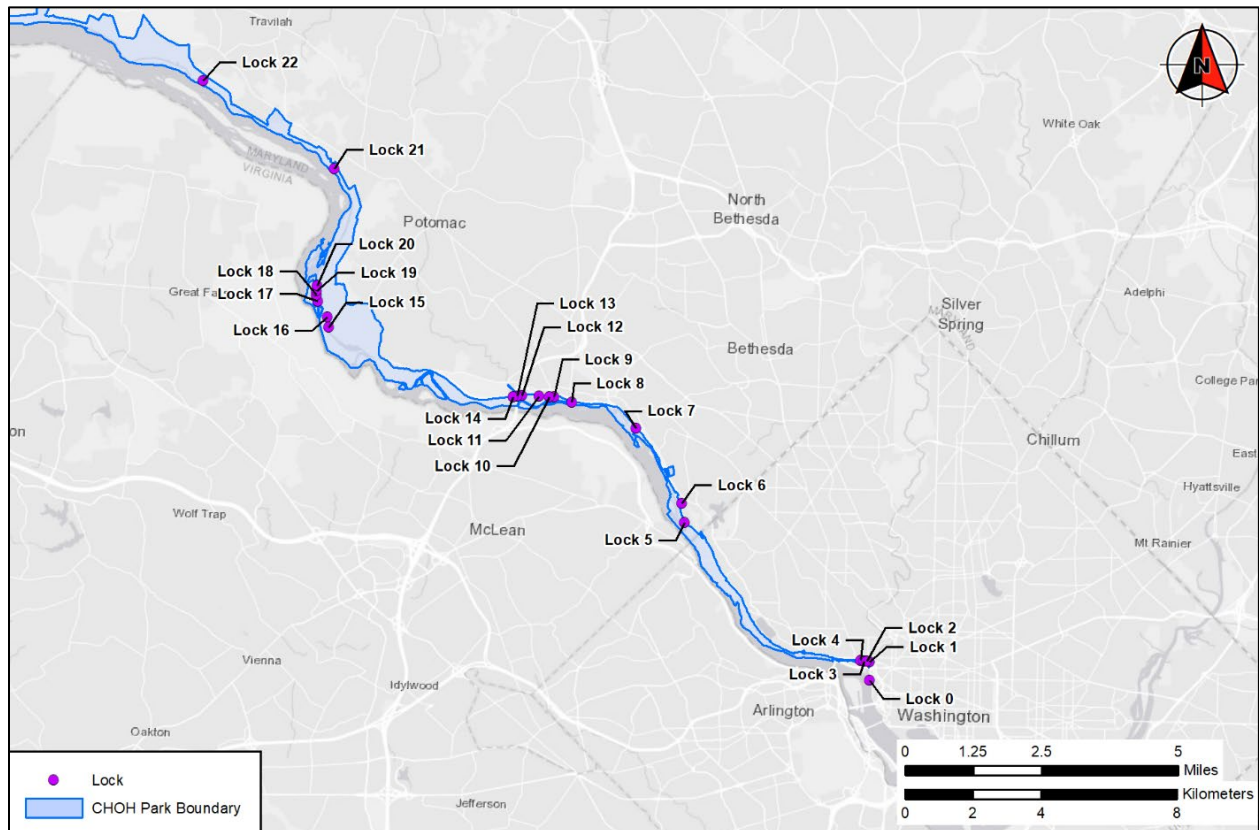 Travilah
Lock 22
N
White Oak
Lock 21
MARYLAND
VIRGINIA
North
Bethesda
Potomac
Lock 20
Lock 18
Lock 19
Great Fa
Lock 17
Lock 15
Adelphi
Lock 13
Silver
Spring
Lock 16
Lock 12
MARYLAND
Bethesda
Lock 9
Lock 8
College Par
Lock 14
Lock 7
Lock 11
on
Chillum
Lock 10
East
Lock 6
Hyattsville
Wolf Trap
McLean
Lock 5
Mt Rainier
Lock 2
Lock 4
Lock 1
Vienna
Lock 3
Idylwood
Lock 0
Arlington
Washington
Oakton
0 1.25 2.5 5
Miles
Lock
Kilometers
CHOH Park Boundary
Jefferson
0 2 4 8